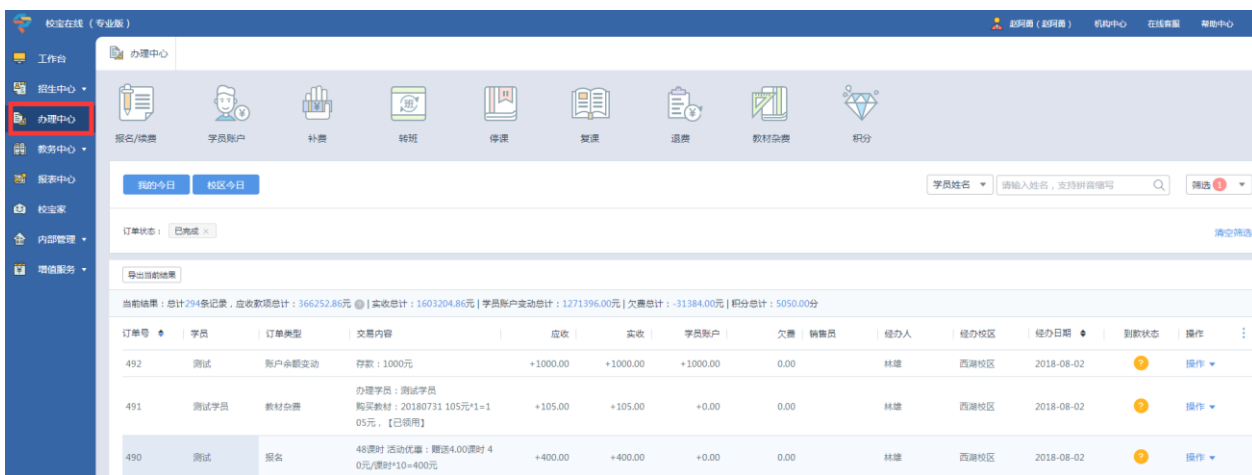 校宝在线（专业版）
赵阿茴（赵阿茴） 机构中心 在线客服 帮助中心
工作台
招生中心
办理中心
教务中心
报表中心
校宝家
内部管理
增值服务
办理中心
报名/续费 学员账户 补费 转班 停课 复课 退费 教材杂费 积分
我的今日 校区今日 学员姓名 请输入姓名，支持拼音缩写 筛选 1
订单状态： 已完成 × 清空筛选
导出当前结果
当前结果：总计294条记录，应收款项总计：366252.86元 | 实收总计：1603204.86元 | 学员账户变动总计：1271396.00元 | 欠费总计：-31384.00元 | 积分总计：5050.00分
订单号 学员 订单类型 交易内容 应收 实收 学员账户 欠费 销售员 经办人 经办校区 经办日期 到款状态 操作
492 测试 账户余额变动 存款：1000元 +1000.00 +1000.00 +1000.00 0.00 林雄 西湖校区 2018-08-02 ? 操作
办理学员：测试学员
491 测试学员 教材杂费 购买教材：20180731 105元*1=1 +105.00 +105.00 +0.00 0.00 林雄 西湖校区 2018-08-02 ? 操作
05元，【已领用】
48课时 活动优惠：赠送4.00课时 4
490 测试 报名 0元/课时*10=400元 +400.00 +400.00 +0.00 0.00 林雄 西湖校区 2018-08-02 ? 操作